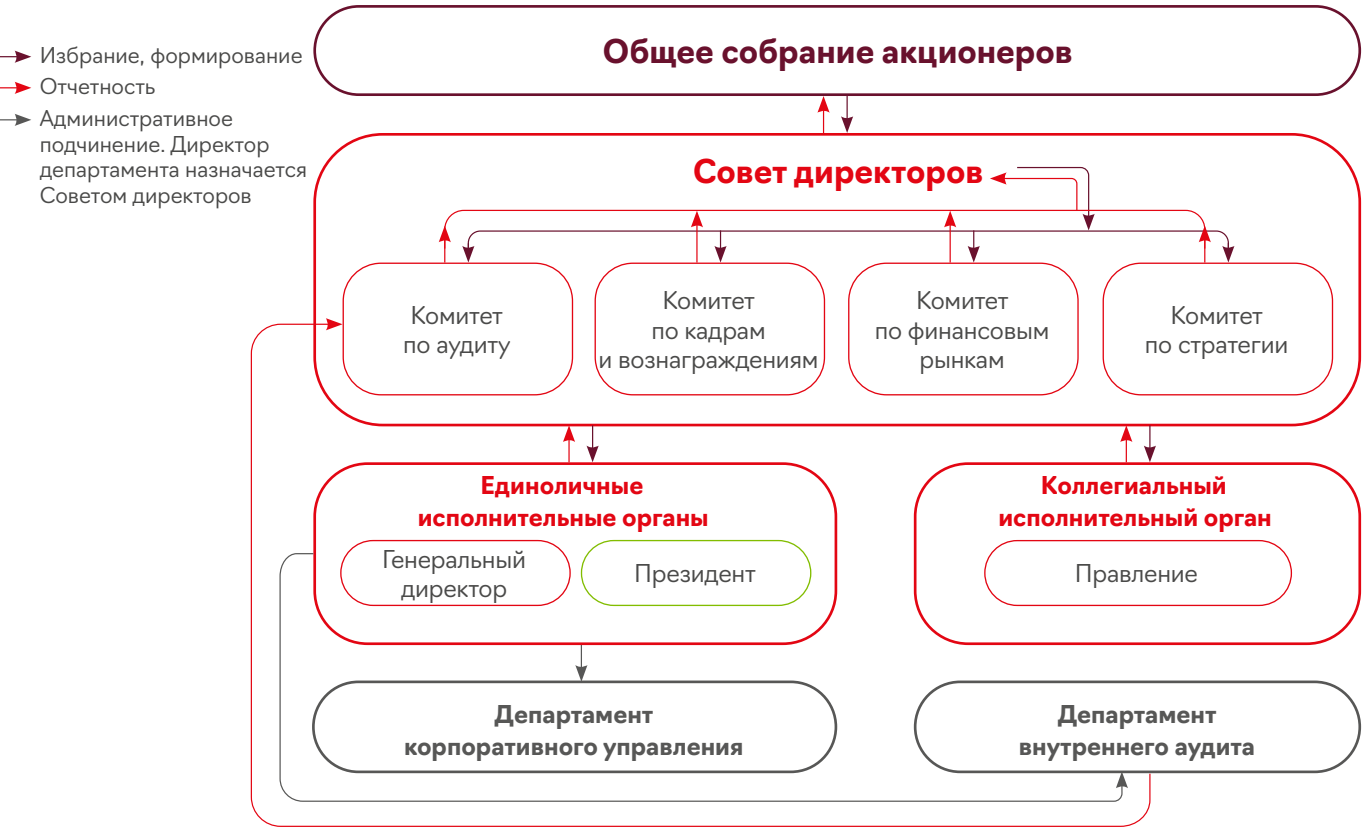 Избрание, формирование
Отчетность
Административное
подчинение. Директор
департамента назначается
Советом директоров
Общее собрание акционеров
Совет директоров
Комитет
по аудиту
Комитет
по кадрам
и вознаграждениям
Комитет
по финансовым
рынкам
Комитет
по стратегии
Единоличные
исполнительные органы
Генеральный
директор
Президент
Коллегиальный
исполнительный орган
Правление
Департамент
корпоративного управления
Департамент
внутреннего аудита